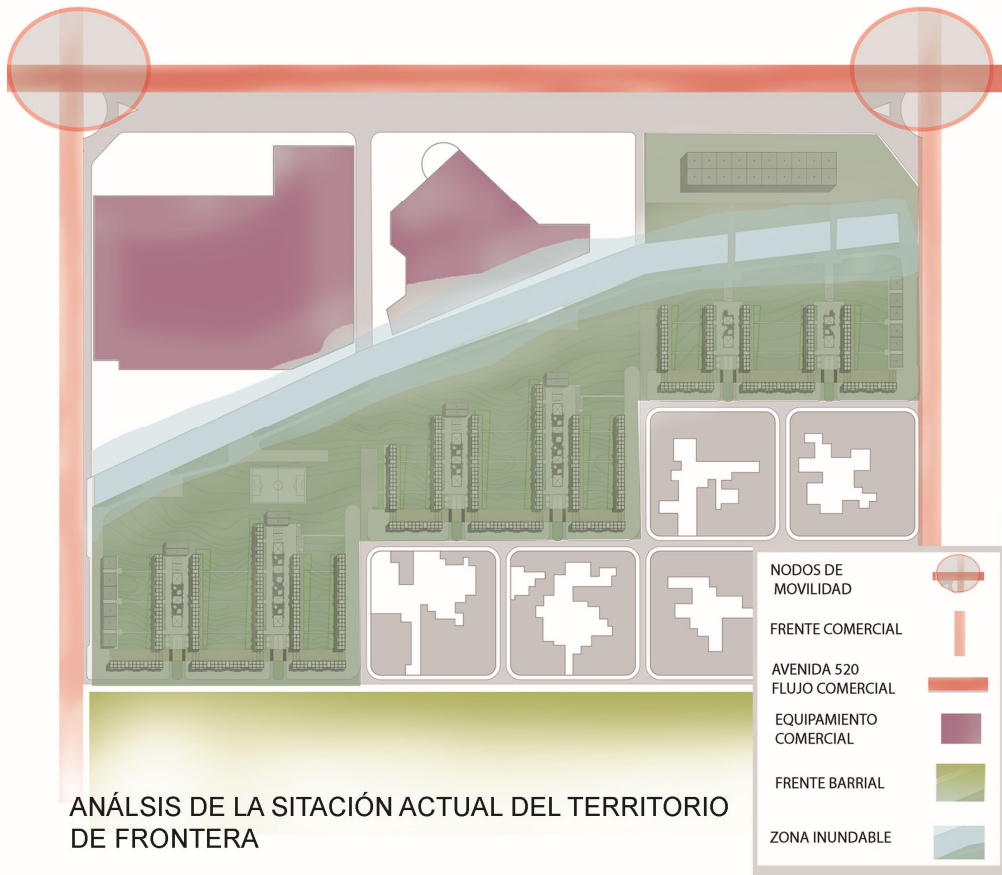 NODOS DE
MOVILIDAD
FRENTE COMERCIAL
AVENIDA 520
FLUJO COMERCIAL
EQUIPAMIENTO
COMERCIAL
FRENTE BARRIAL
ZONA INUNDABLE
ANÁLSIS DE LA SITACIÓN ACTUAL DEL TERRITORIO
DE FRONTERA